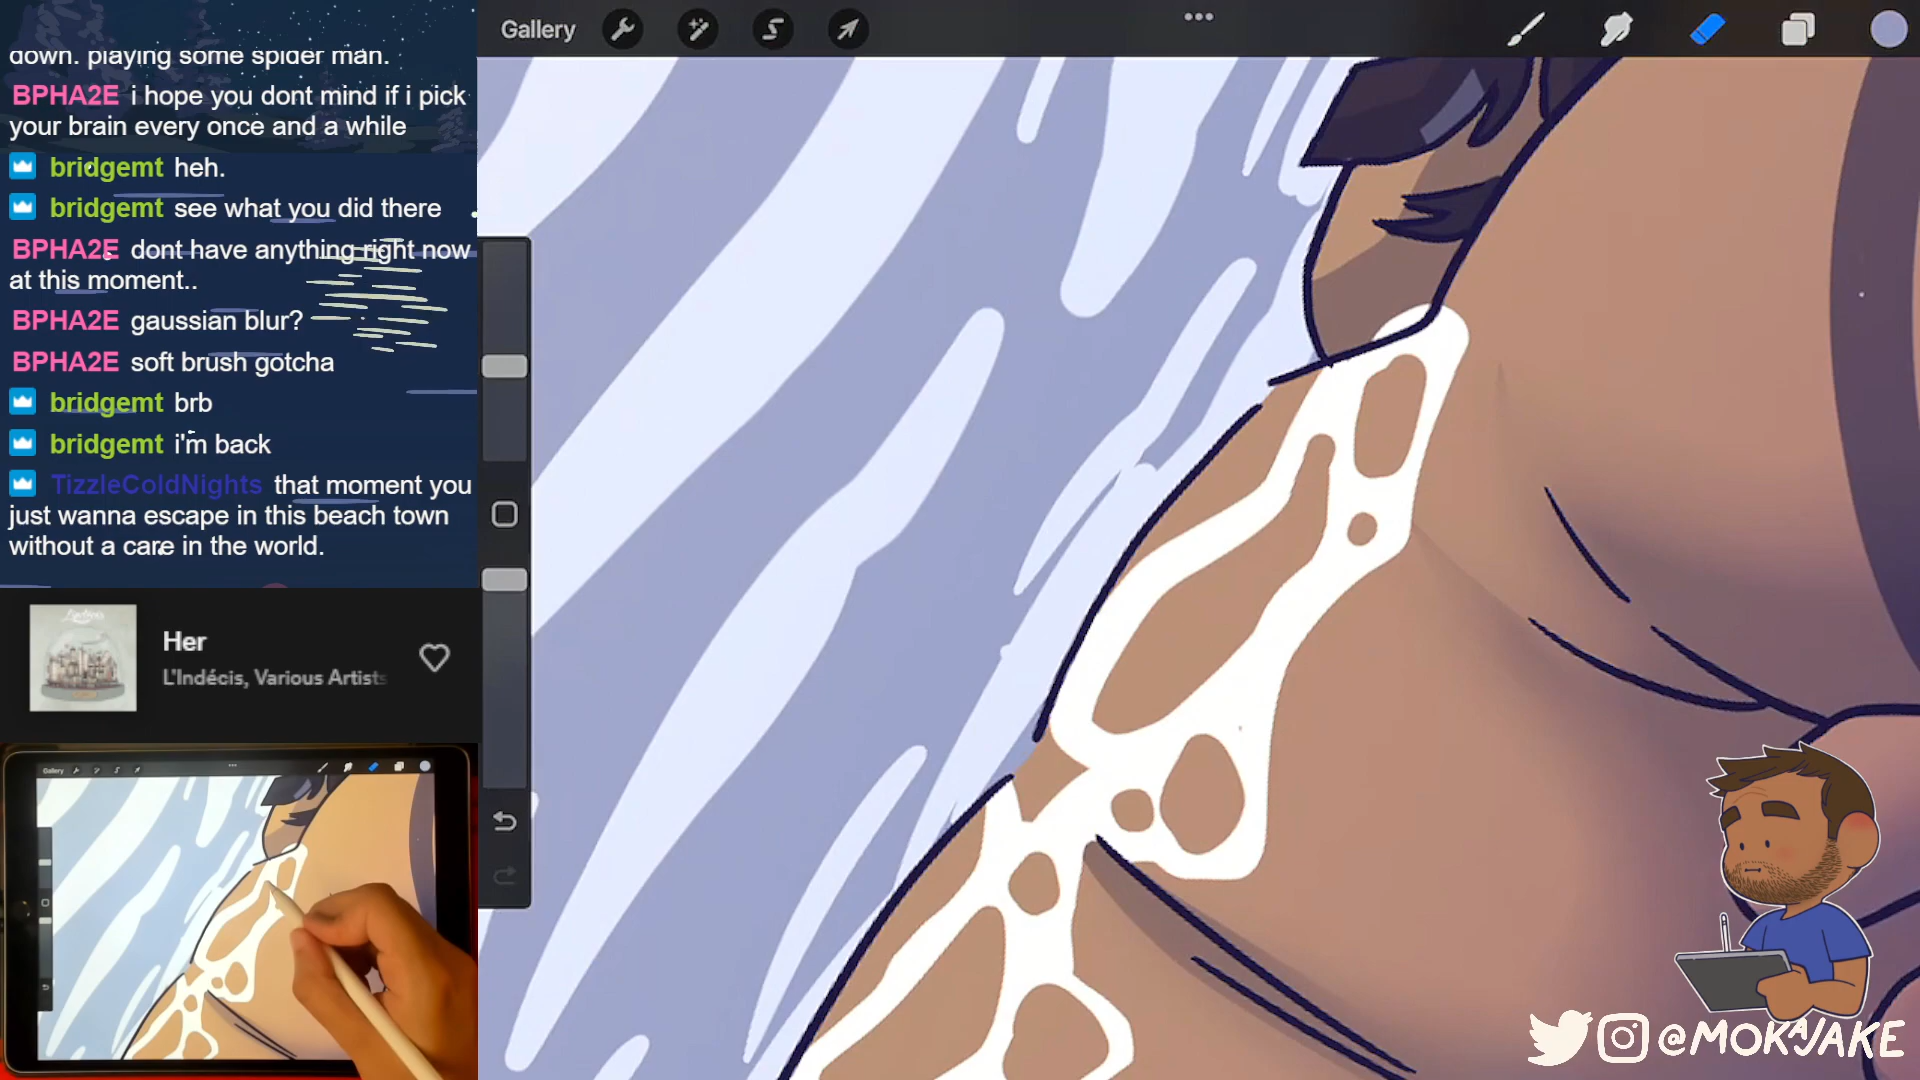 down. playing some spider man.
BPHA2E i hope you dont mind if i pick
your brain every once and a while
bridgemt heh.
bridgemt see what you did there
BPHA2E dont have anything right now
at this moment..
BPHA2E gaussian blur?
BPHA2E soft brush gotcha
bridgemt brb
bridgemt i'm back
TizzleColdNights that moment you
just wanna escape in this beach town
without a care in the world.
Her
L'Indécis, Various Artists
Gallery
Gallery
@MOKAJAKE